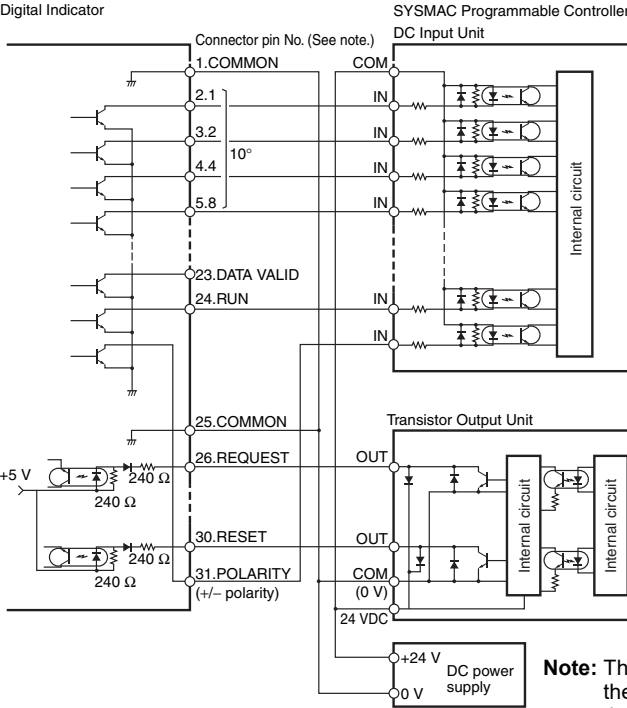 Digital Indicator
SYSMAC Programmable Controller
DC Input Unit
Connector pin No. (See note.)
1.COMMON
COM
2.1
IN
3.2
IN
10°
4.4
IN
5.8
IN
Internal circuit
23.DATA VALID
24.RUN
IN
IN
25.COMMON
Transistor Output Unit
26.REQUEST
OUT
+5 V
240 Ω
240 Ω
Internal circuit
Internal circuit
30.RESET
OUT
240 Ω
240 Ω
31.POLARITY
(+/− polarity)
COM
(0 V)
24 VDC
+24 V
DC power
supply
0 V
Note: Th
the